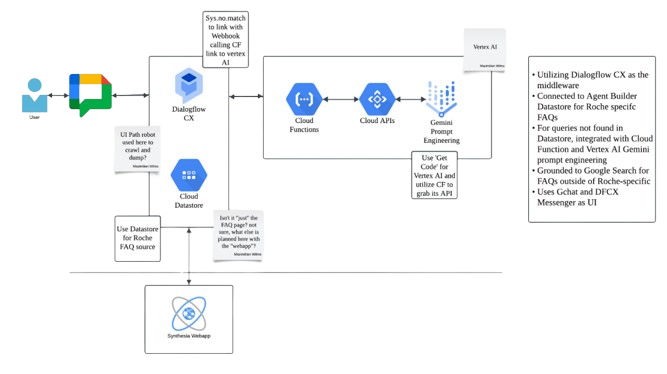 Sys.no.match
to link with
Webhook
calling CF
link to vertex
AI
Vertex AI
Maximilian Wilms
User
Dialogflow
CX
Cloud
Functions
Cloud APIs
Gemini
Prompt
Engineering
UI Path robot
used here to
crawl and
dump?
Maximilian Wilms
Cloud
Datastore
Use 'Get
Code' for
Vertex AI and
utilize CF to
grab its API
Use Datastore
for Roche
FAQ source
Isn't it "just" the
FAQ page? not
sure, what else is
planned here with
the "webapp"?
Maximilian Wilms
Synthesia Webapp
• Utilizing Dialogflow CX as the
middleware
• Connected to Agent Builder
Datastore for Roche specifc
FAQs
• For queries not found in
Datastore, integrated with Cloud
Function and Vertex AI Gemini
prompt engineering
• Grounded to Google Search for
FAQs outside of Roche-specific
• Uses Gchat and DFCX
Messenger as UI